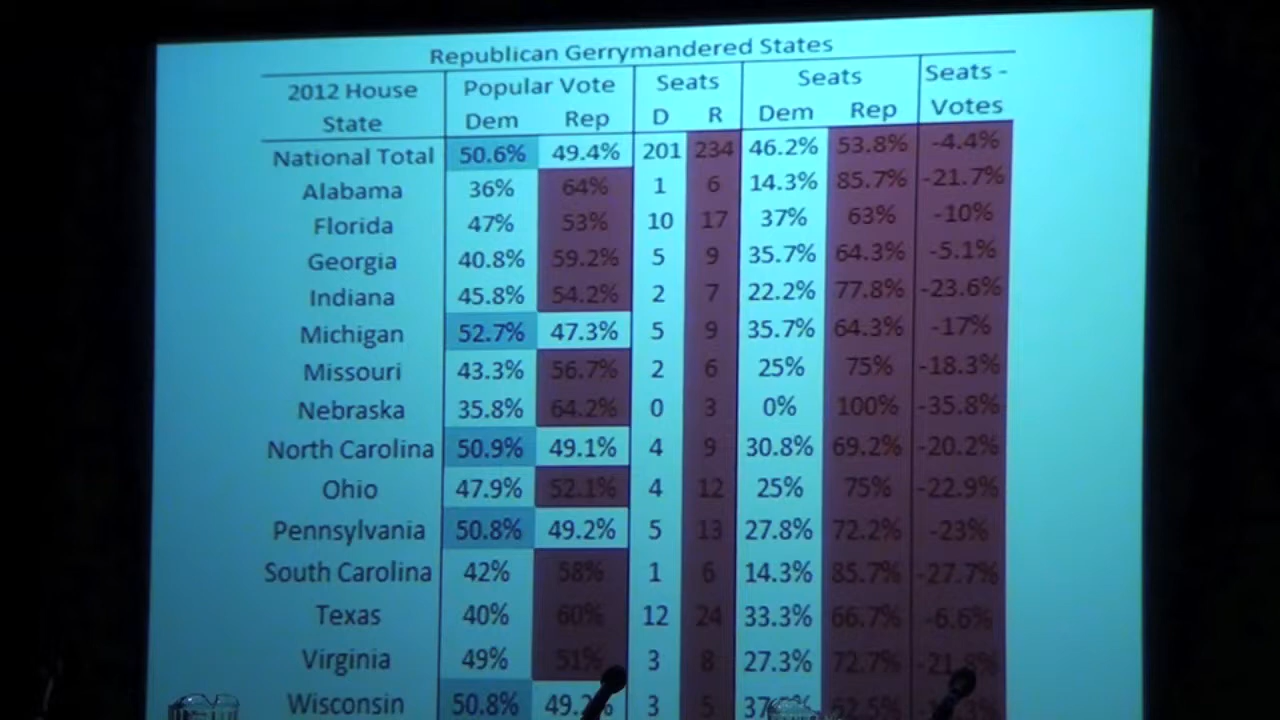 Republican Gerrymandered States
2012 House Popular Vote Seats Seats Seats -
State Dem Rep D R Dem Rep Votes
National Total 50.6% 49.4% 201 234 46.2% 53.8% -4.4%
Alabama 36% 64% 1 6 14.3% 85.7% -21.7%
Florida 47% 53% 10 17 37% 63% -10%
Georgia 40.8% 59.2% 5 9 35.7% 64.3% -5.1%
Indiana 45.8% 54.2% 2 7 22.2% 77.8% -23.6%
Michigan 52.7% 47.3% 5 9 35.7% 64.3% -17%
Missouri 43.3% 56.7% 2 6 25% 75% -18.3%
Nebraska 35.8% 64.2% 0 3 0% 100% -35.8%
North Carolina 50.9% 49.1% 4 9 30.8% 69.2% -20.2%
Ohio 47.9% 52.1% 4 12 25% 75% -22.9%
Pennsylvania 50.8% 49.2% 5 13 27.8% 72.2% -23%
South Carolina 42% 58% 1 6 14.3% 85.7% -27.7%
Texas 40% 60% 12 24 33.3% 66.7% -6.6%
Virginia 49% 51% 3 8 27.3% 72.7%
Wisconsin 50.8% 3 5 62.5%